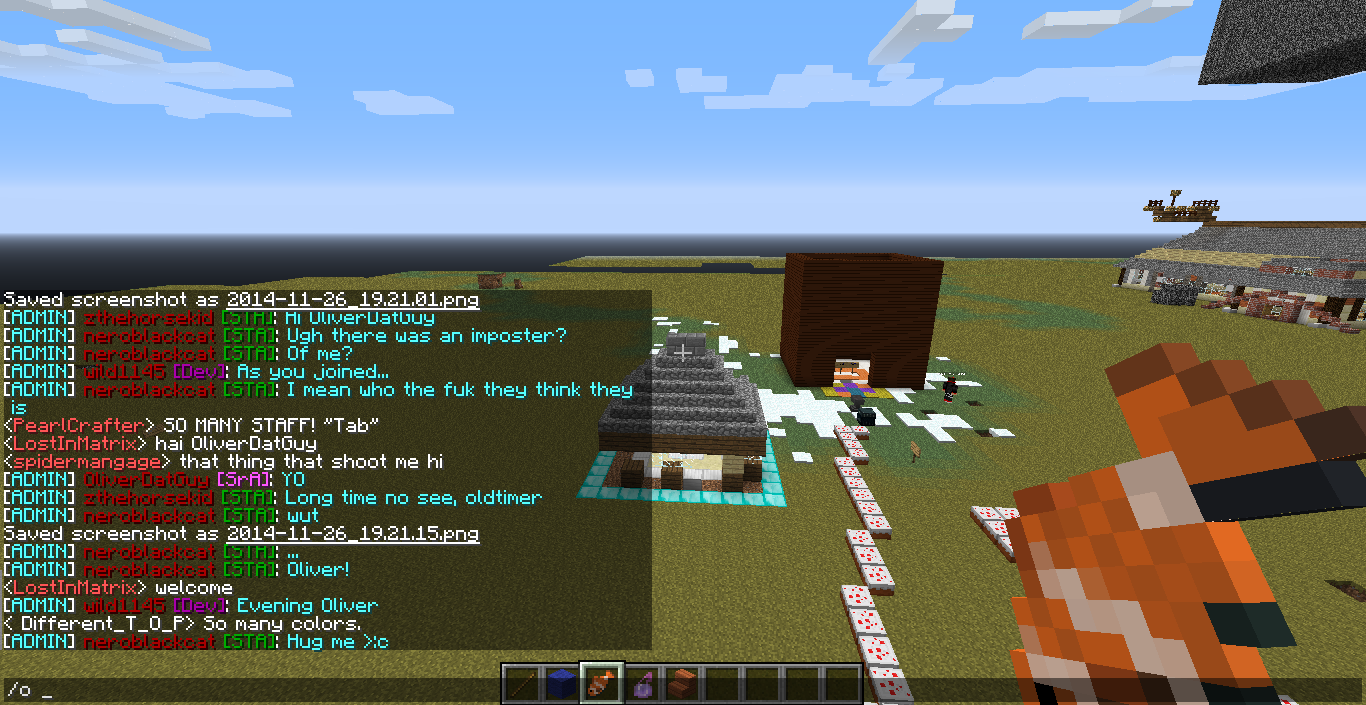 Saved screenshot as 2014-11-26_19.21.01.png
[ADMIN] zthehorsekid [STA]: Hi OliverDatGuy
[ADMIN] neroblackcat [STA]: Ugh there was an imposter?
[ADMIN] neroblackcat [STA]: Of me?
[ADMIN] wild1145 [Dev]: As you joined...
[ADMIN] neroblackcat [STA]: I mean who the fuk they think they
is
<PearlCrafter> SO MANY STAFF! "Tab"
<LostInMatrix> hai OliverDatGuy
<spidermangage> that thing that shoot me hi
[ADMIN] OliverDatGuy [SrA]: YO
[ADMIN] zthehorsekid [STA]: Long time no see, oldtimer
[ADMIN] neroblackcat [STA]: wut
Saved screenshot as 2014-11-26_19.21.15.png
[ADMIN] neroblackcat [STA]: ...
[ADMIN] neroblackcat [STA]: Oliver!
<LostInMatrix> welcome
[ADMIN] wild1145 [Dev]: Evening Oliver
< Different_T_O_P> So many colors.
[ADMIN] neroblackcat [STA]: Hug me >:c
/o _